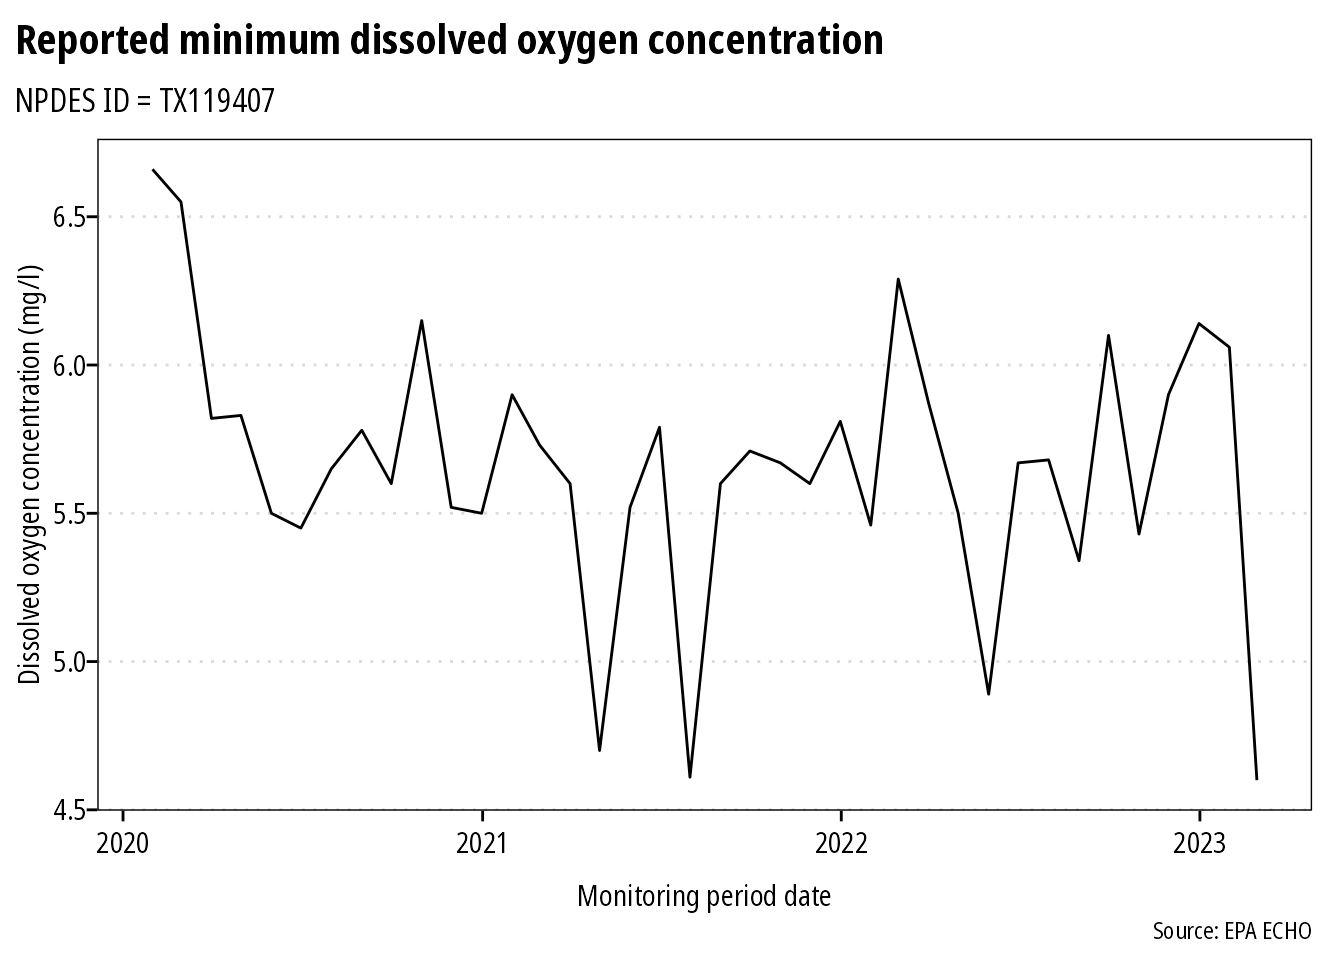 Reported minimum dissolved oxygen concentration
NPDES ID = TX119407
Dissolved oxygen concentration (mg/l)
6.5
6.0
5.5
5.0
4.5
2020 2021 2022 2023
Monitoring period date
Source: EPA ECHO